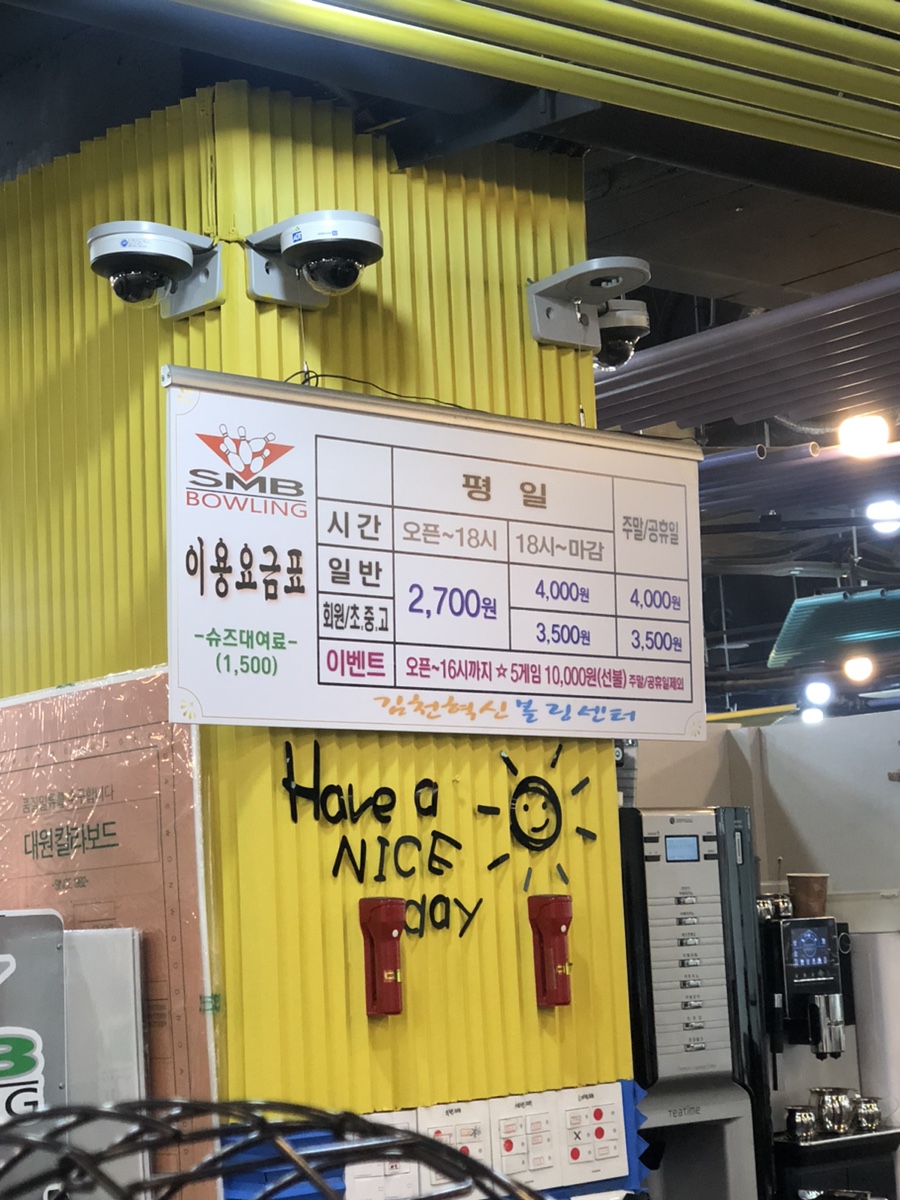 SMB
BOWLING
이용요금표
-슈즈대여료-
(1,500)
평일
주말/공휴일
시간
오픈~18시
18시~마감
일반
2,700원
4,000원
4,000원
회원/초.중.고
3,500원
3,500원
이벤트
오픈~16시까지 ☆ 5게임 10,000원(선불) 주말/공휴일제외
김천혁신볼링센터
Have a
NICE
day
대원칼라보드
teatime
B
G